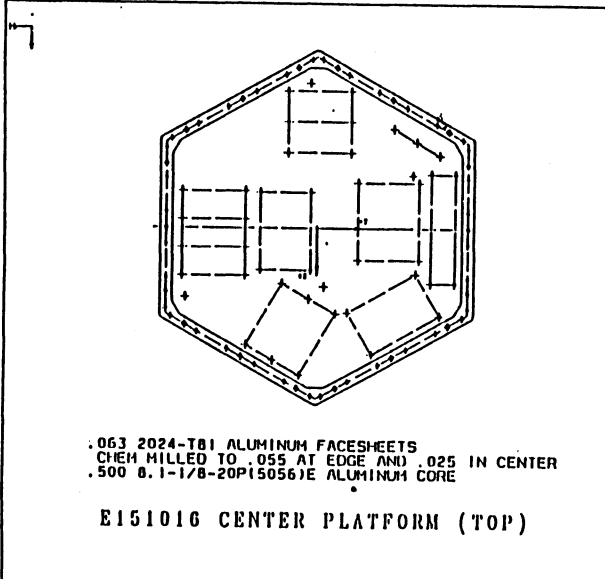 .063 2024-T81 ALUMINUM FACESHEETS
CHEM MILLED TO .055 AT EDGE AND .025 IN CENTER
.500 8.1-1/8-20P(5056)E ALUMINUM CORE
E151016 CENTER PLATFORM (TOP)